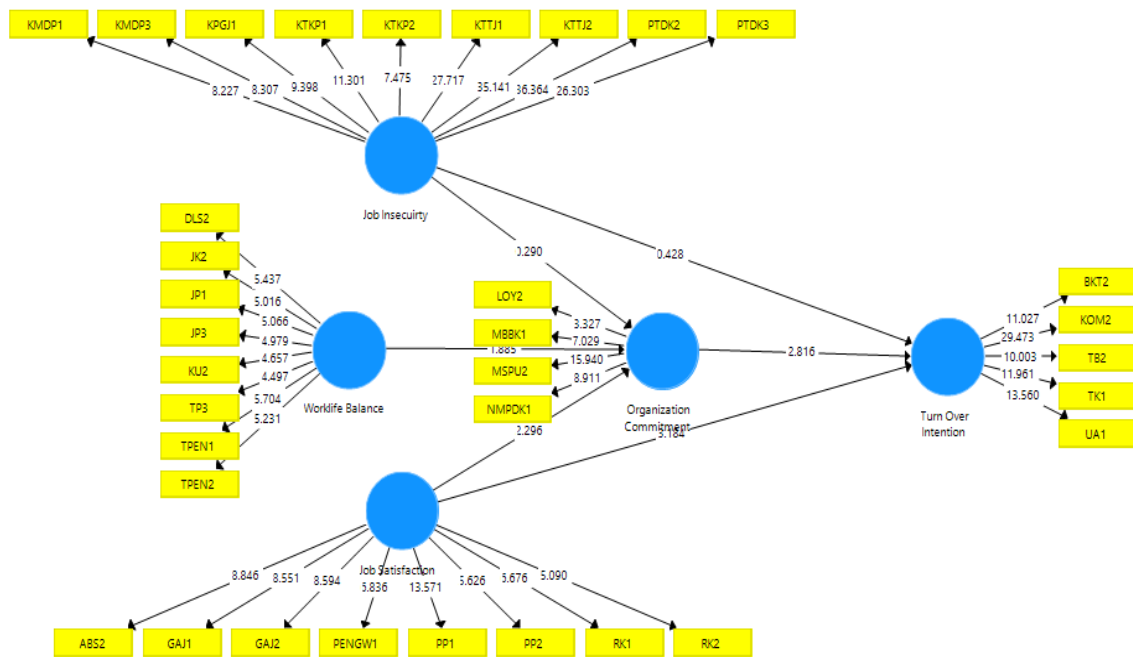 KMDP1
KMDP3
KPGJ1
KTKP1
KTKP2
KTTJ1
KTTJ2
PTDK2
PTDK3
8.227
8.307
9.398
11.301
7.475
27.717
35.141
36.364
26.303
Job Insecuirty
0.428
DLS2
JK2
JP1
JP3
KU2
TP3
TPEN1
TPEN2
5.437
5.016
5.066
4.979
4.657
4.497
5.704
5.231
Worklife Balance
1.885
LOY2
MBBK1
MSPU2
NMPDK1
3.327
7.029
15.940
8.911
Organization
Commitment
2.816
2.296
BKT2
KOM2
TB2
TK1
UA1
11.027
29.473
10.003
11.961
13.560
Turn Over
Intention
Job Satisfaction
8.846
8.551
8.594
13.571
5.090
ABS2
GAJ1
GAJ2
PENGW1
PP1
PP2
RK1
RK2